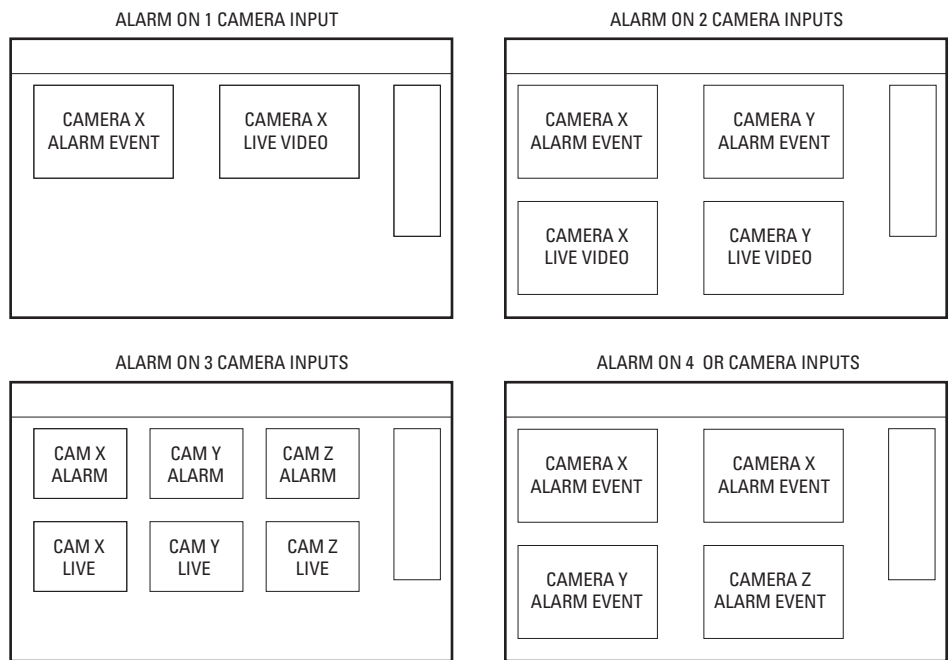 ALARM ON 1 CAMERA INPUT
CAMERA X
ALARM EVENT
CAMERA X
LIVE VIDEO
ALARM ON 2 CAMERA INPUTS
CAMERA X
ALARM EVENT
CAMERA Y
ALARM EVENT
CAMERA X
LIVE VIDEO
CAMERA Y
LIVE VIDEO
ALARM ON 3 CAMERA INPUTS
CAM X
ALARM
CAM Y
ALARM
CAM Z
ALARM
CAM X
LIVE
CAM Y
LIVE
CAM Z
LIVE
ALARM ON 4 OR CAMERA INPUTS
CAMERA X
ALARM EVENT
CAMERA X
ALARM EVENT
CAMERA Y
ALARM EVENT
CAMERA Z
ALARM EVENT